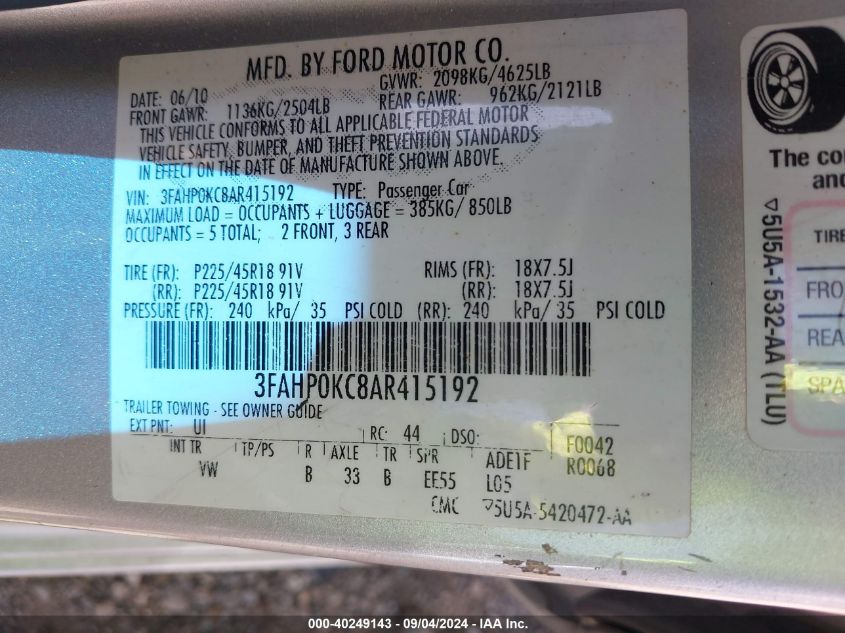 MFD. BY FORD MOTOR CO.
DATE: 06/10 GVWR: 2098KG/4625LB
FRONT GAWR: 1136KG/2504LB REAR GAWR: 962KG/2121LB
THIS VEHICLE CONFORMS TO ALL APPLICABLE FEDERAL MOTOR
VEHICLE SAFETY, BUMPER, AND THEFT PREVENTION STANDARDS
IN EFFECT ON THE DATE OF MANUFACTURE SHOWN ABOVE.
VIN: 3FAHP0KC8AR415192 TYPE: Passenger Car
MAXIMUM LOAD = OCCUPANTS + LUGGAGE = 385KG/ 850LB
OCCUPANTS = 5 TOTAL; 2 FRONT, 3 REAR
TIRE (FR): P225/45R18 91V RIMS (FR): 18X7.5J
(RR): P225/45R18 91V (RR): 18X7.5J
PRESSURE (FR): 240 kPa/ 35 PSI COLD (RR): 240 kPa/ 35 PSI COLD
3FAHP0KC8AR415192
TRAILER TOWING - SEE OWNER GUIDE
EXT PNT: UI RC: 44 DSO: F0042
INT TR TP/PS R AXLE TR SPR ADE1F R0068
VW B 33 B EE55 L05
CMC ▽5U5A-5420472-AA
The co
an
▽5U5A-1532-AA (TLU)
TIRE
FRO
REA
SPA
000-40249143 - 09/04/2024 - IAA Inc.